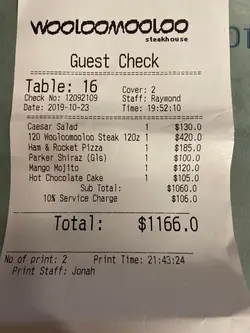 WOOLOOMOOLOO
steakhouse
Guest Check
Table: 16
Cover: 2
Check No: 12092109 Staff: Raymond
Date: 2019-10-23 Time: 19:52:10
Caesar Salad 1 $130.0
120 Wooloomooloo Steak 120z 1 $420.0
Ham & Rocket Pizza 1 $185.0
Parker Shiraz (Gls) 1 $100.0
Mango Mojito 1 $120.0
Hot Chocolate Cake 1 $105.0
Sub Total: $1060.0
10% Service Charge $106.0
Total: $1166.0
No of print: 2 Print Time: 21:43:24
Print Staff: Jonah